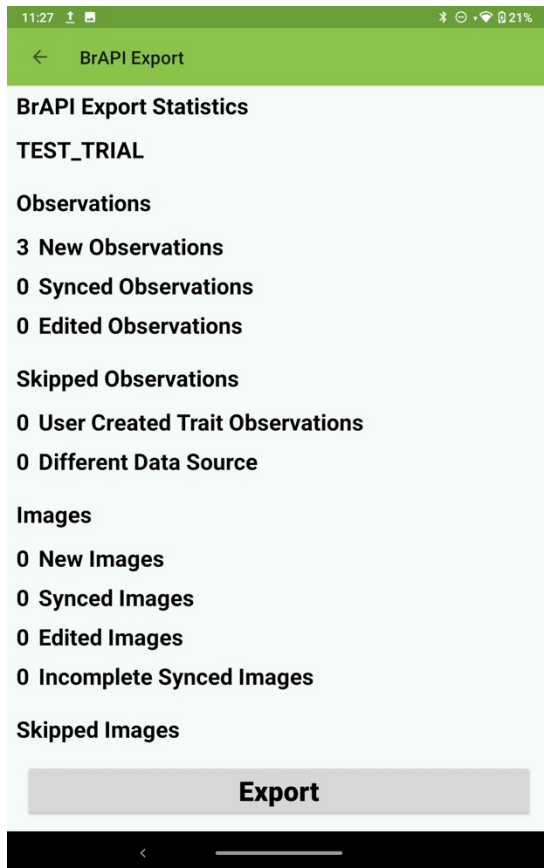 11:27 21%
BrAPI Export
BrAPI Export Statistics
TEST_TRIAL
Observations
3 New Observations
0 Synced Observations
0 Edited Observations
Skipped Observations
0 User Created Trait Observations
0 Different Data Source
Images
0 New Images
0 Synced Images
0 Edited Images
0 Incomplete Synced Images
Skipped Images
Export